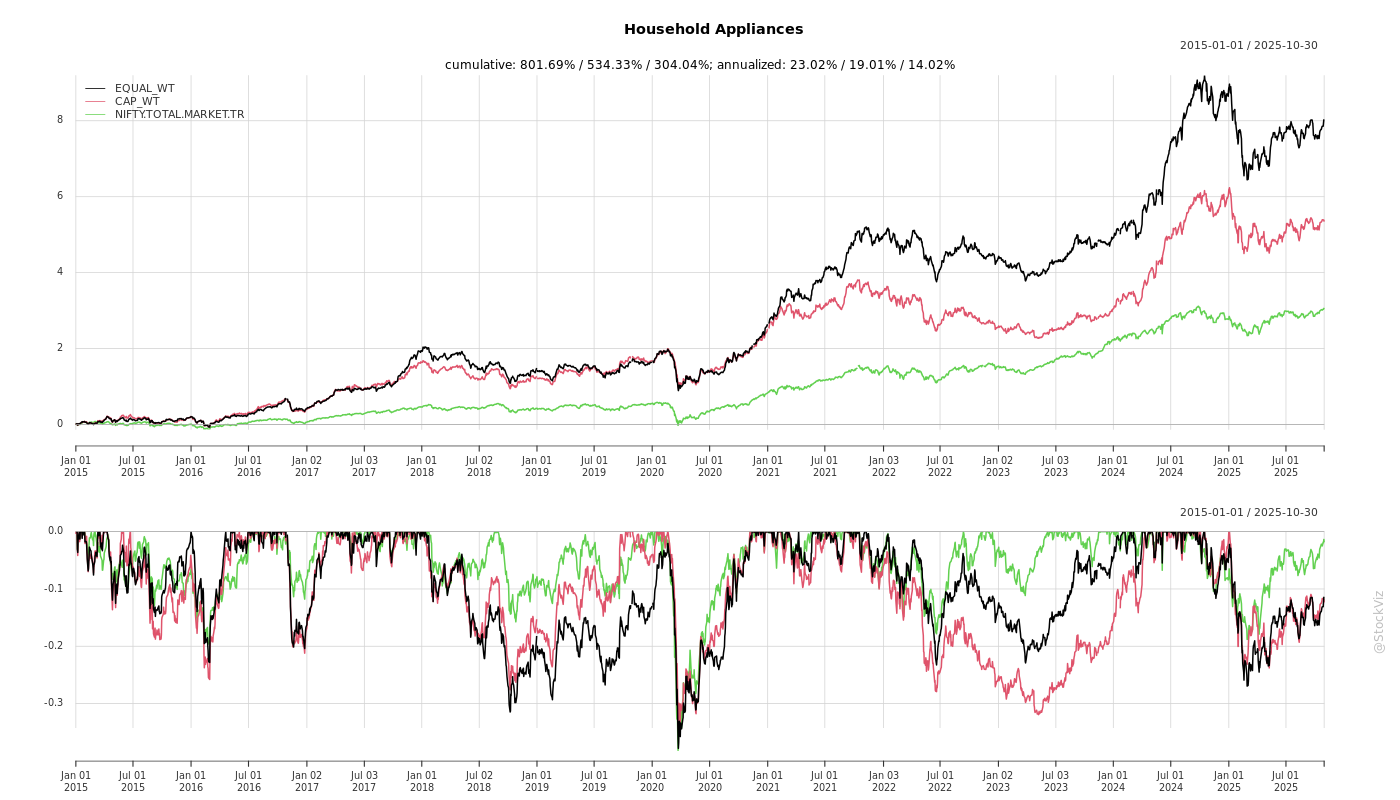 Household Appliances
2015-01-01 / 2025-10-30
cumulative: 801.69% / 534.33% / 304.04%; annualized: 23.02% / 19.01% / 14.02%
EQUAL_WT
CAP_WT
NIFTY.TOTAL.MARKET.TR
8
6
4
2
0
Jan 01 Jul 01 Jan 01 Jul 01 Jan 02 Jul 03 Jan 01 Jul 02 Jan 01 Jul 01 Jan 01 Jul 01 Jan 01 Jul 01 Jan 03 Jul 01 Jan 02 Jul 03 Jan 01 Jul 01 Jan 01 Jul 01
2015 2015 2016 2016 2017 2017 2018 2018 2019 2019 2020 2020 2021 2021 2022 2022 2023 2023 2024 2024 2025 2025
2015-01-01 / 2025-10-30
0.0
-0.1
-0.2
-0.3
Jan 01 Jul 01 Jan 01 Jul 01 Jan 02 Jul 03 Jan 01 Jul 02 Jan 01 Jul 01 Jan 01 Jul 01 Jan 01 Jul 01 Jan 03 Jul 01 Jan 02 Jul 03 Jan 01 Jul 01 Jan 01 Jul 01
2015 2015 2016 2016 2017 2017 2018 2018 2019 2019 2020 2020 2021 2021 2022 2022 2023 2023 2024 2024 2025 2025
@StockViz